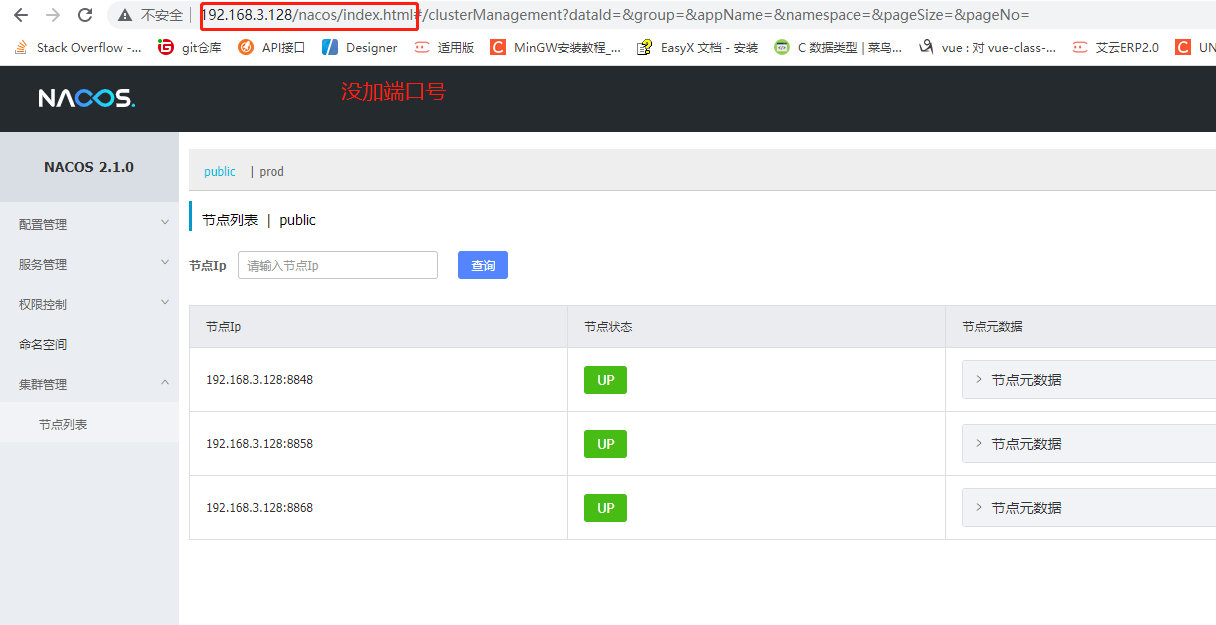 不安全 | 192.168.3.128/nacos/index.html#/clusterManagement?dataId=&group=&appName=&namespace=&pageSize=&pageNo=
Stack Overflow -... git仓库 API接口 Designer 适用版 MinGW安装教程_... EasyX 文档 - 安装 C 数据类型 | 菜鸟... vue : 对 vue-class-... 艾云ERP2.0 UN
NACOS.
没加端口号
NACOS 2.1.0
public | prod
配置管理
节点列表 | public
服务管理
节点Ip 请输入节点Ip 查询
权限控制
节点Ip 节点状态 节点元数据
命名空间
集群管理
192.168.3.128:8848 UP 节点元数据
节点列表
192.168.3.128:8858 UP 节点元数据
192.168.3.128:8868 UP 节点元数据